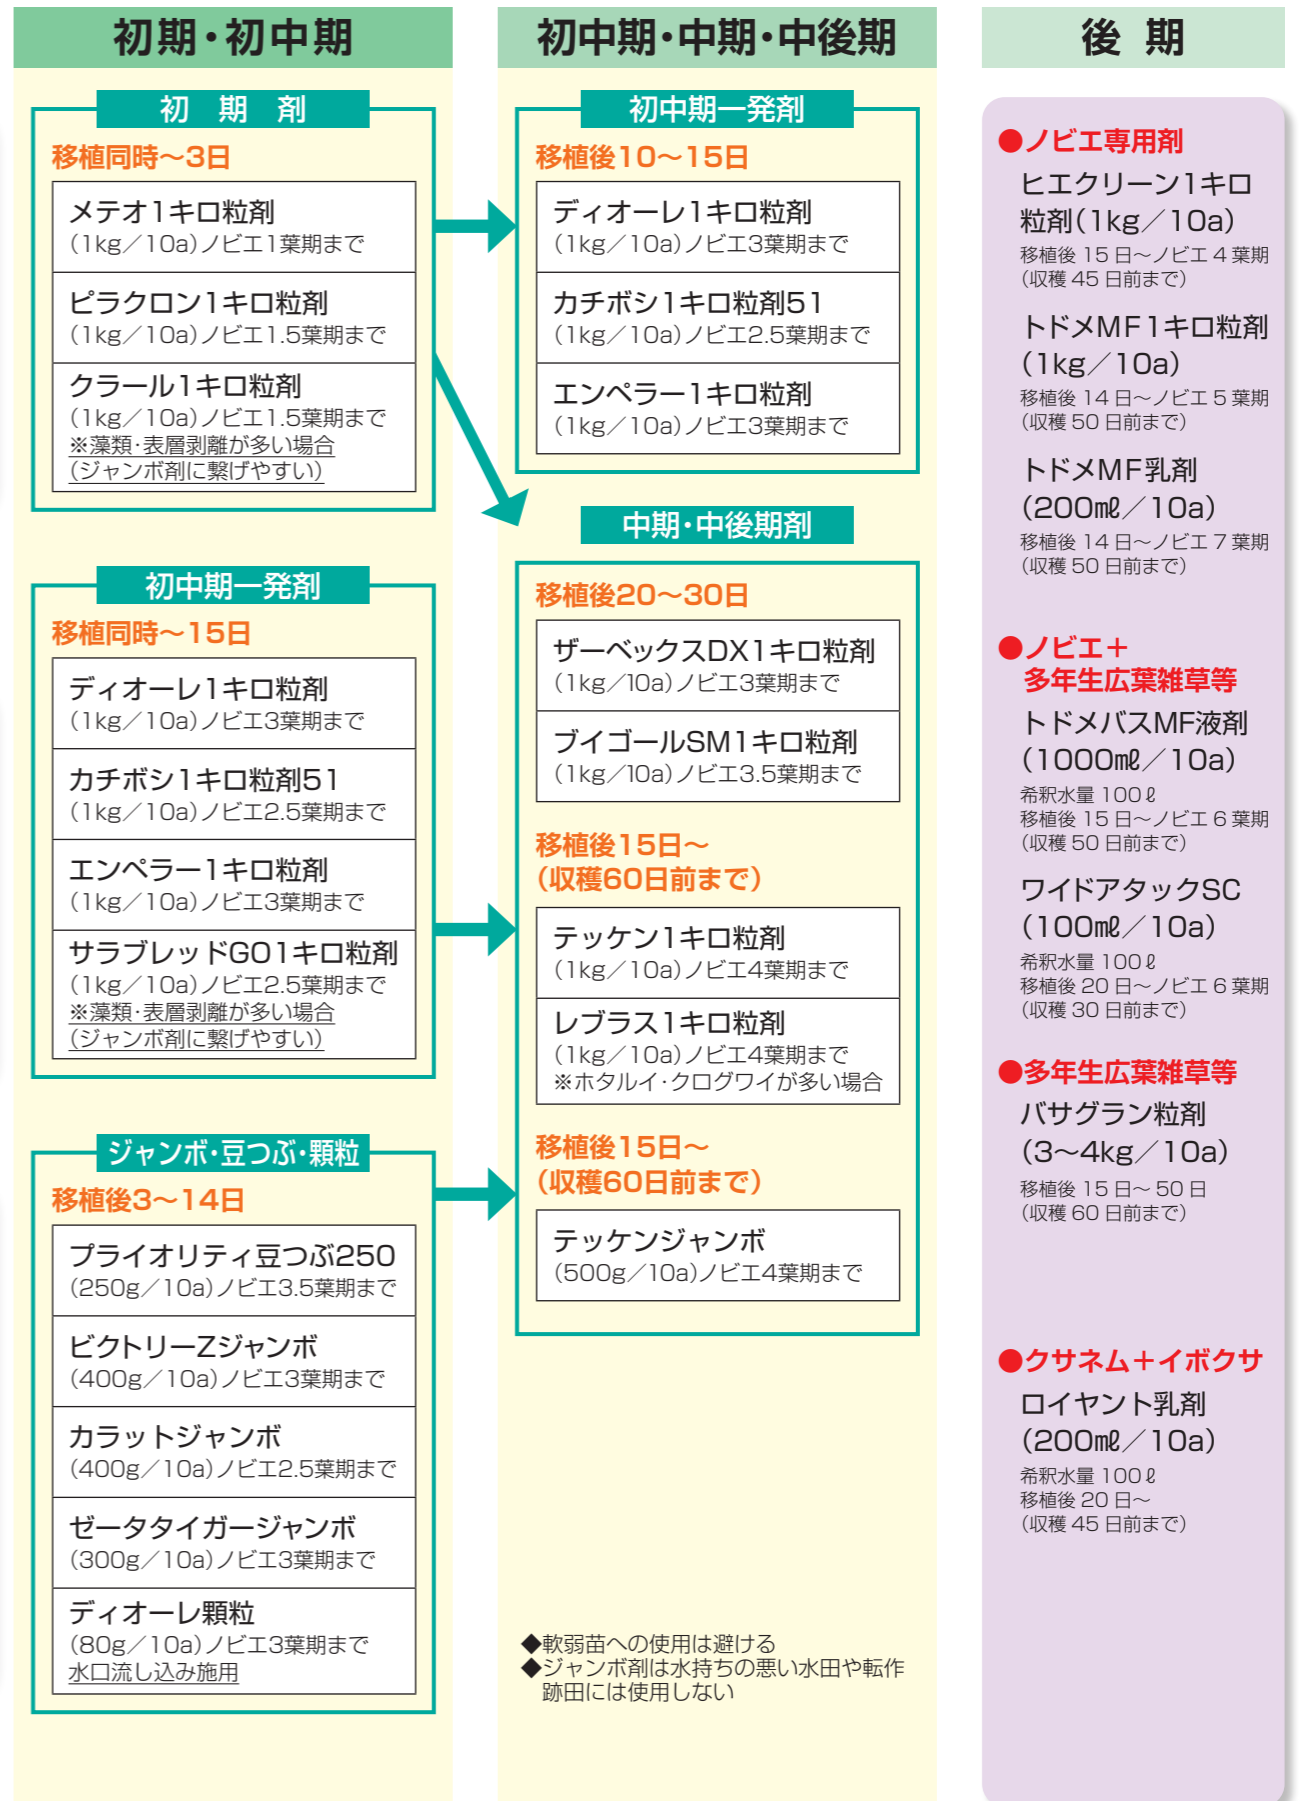 初期・初中期
初期剤
移植同時～3日
メテオ1キロ粒剤
（1kg／10a）ノビエ1葉期まで
ピラクロン1キロ粒剤
（1kg／10a）ノビエ1.5葉期まで
クラール1キロ粒剤
（1kg／10a）ノビエ1.5葉期まで
※藻類・表層剥離が多い場合
（ジャンボ剤に繋げやすい）
初中期一発剤
移植同時～15日
ディオーレ1キロ粒剤
（1kg／10a）ノビエ3葉期まで
カチボシ1キロ粒剤51
（1kg／10a）ノビエ2.5葉期まで
エンペラー1キロ粒剤
（1kg／10a）ノビエ3葉期まで
サラブレッドGO1キロ粒剤
（1kg／10a）ノビエ2.5葉期まで
※藻類・表層剥離が多い場合
（ジャンボ剤に繋げやすい）
ジャンボ・豆つぶ・顆粒
移植後3～14日
プライオリティ豆つぶ250
（250g／10a）ノビエ3.5葉期まで
ビクトリーZジャンボ
（400g／10a）ノビエ3葉期まで
カラットジャンボ
（400g／10a）ノビエ2.5葉期まで
ゼータタイガージャンボ
（300g／10a）ノビエ3葉期まで
ディオーレ顆粒
（80g／10a）ノビエ3葉期まで
水口流し込み施用
初中期・中期・中後期
初中期一発剤
移植後10～15日
ディオーレ1キロ粒剤
（1kg／10a）ノビエ3葉期まで
カチボシ1キロ粒剤51
（1kg／10a）ノビエ2.5葉期まで
エンペラー1キロ粒剤
（1kg／10a）ノビエ3葉期まで
中期・中後期剤
移植後20～30日
ザーベックスDX1キロ粒剤
（1kg／10a）ノビエ3葉期まで
ブイゴールSM1キロ粒剤
（1kg／10a）ノビエ3.5葉期まで
移植後15日～
（収穫60日前まで）
テッケン1キロ粒剤
（1kg／10a）ノビエ4葉期まで
レブラス1キロ粒剤
（1kg／10a）ノビエ4葉期まで
※ホタルイ・クログワイが多い場合
移植後15日～
（収穫60日前まで）
テッケンジャンボ
（500g／10a）ノビエ4葉期まで
◆軟弱苗への使用は避ける
◆ジャンボ剤は水持ちの悪い水田や転作
跡田には使用しない
後期
●ノビエ専用剤
ヒエクリーン1キロ
粒剤（1kg／10a）
移植後15日～ノビエ4葉期
（収穫45日前まで）
トドメMF1キロ粒剤
（1kg／10a）
移植後14日～ノビエ5葉期
（収穫50日前まで）
トドメMF乳剤
（200㎖／10a）
移植後14日～ノビエ7葉期
（収穫50日前まで）
●ノビエ＋
多年生広葉雑草等
トドメバスMF液剤
（1000㎖／10a）
希釈水量100ℓ
移植後15日～ノビエ6葉期
（収穫50日前まで）
ワイドアタックSC
（100㎖／10a）
希釈水量100ℓ
移植後20日～ノビエ6葉期
（収穫30日前まで）
●多年生広葉雑草等
バサグラン粒剤
（3～4kg／10a）
移植後15日～50日
（収穫60日前まで）
●クサネム＋イボクサ
ロイヤント乳剤
（200㎖／10a）
希釈水量100ℓ
移植後20日～
（収穫45日前まで）